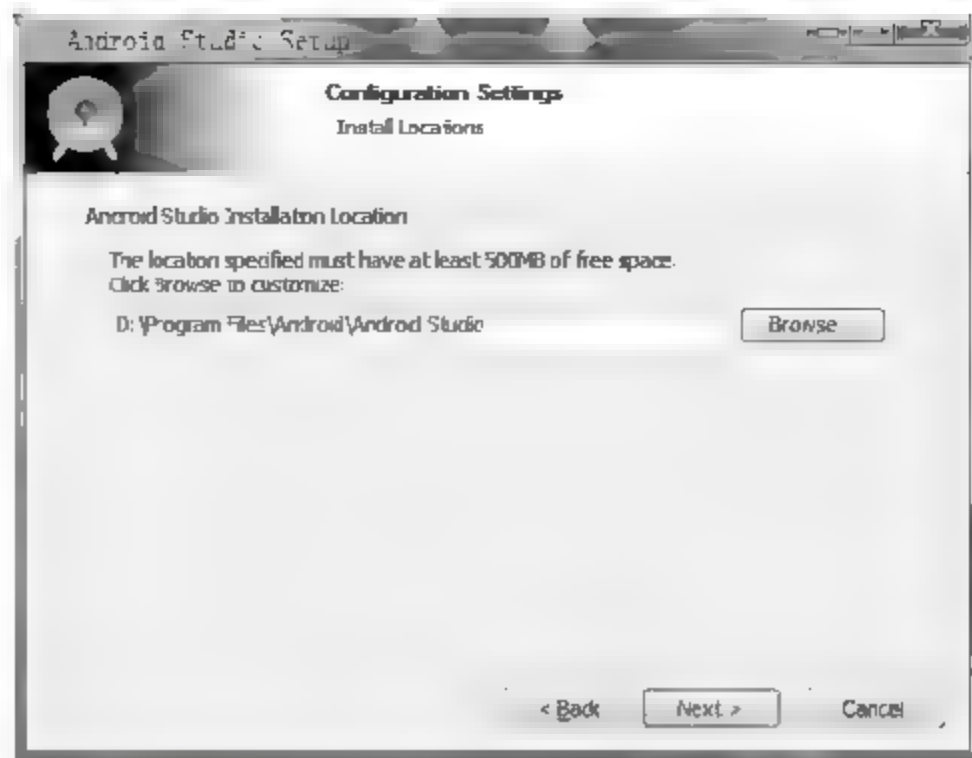 Android Studio Setup
Configuration Settings
Install Locations
Android Studio Installation Location
The location specified must have at least 500MB of free space.
Click Browse to customize:
D:\Program Files\Android\Android Studio
Browse
< Back
Next >
Cancel